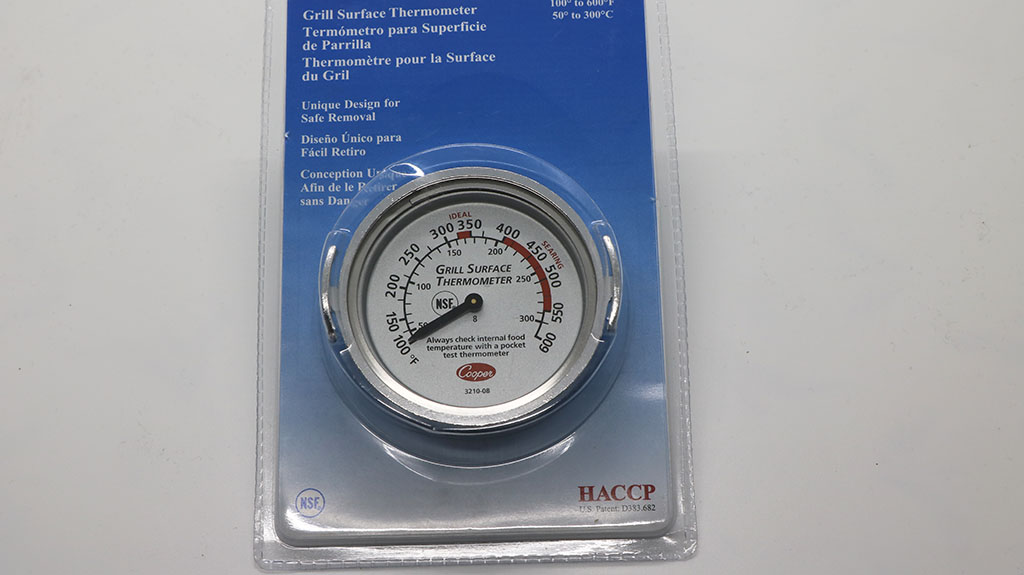 Grill Surface Thermometer
Termómetro para Superficie
de Parrilla
Thermomètre pour la Surface
du Gril
100° to 600°F
50° to 300°C
Unique Design for
Safe Removal
Diseño Único para
Fácil Retiro
Conception Unique
Afin de le Retirer
sans Danger
IDEAL
SEARING
100 150 200 250 300 350 400 450 500 550 600
°F
50 100 150 200 250 300
GRILL SURFACE
THERMOMETER
NSF
8
Always check internal food
temperature with a pocket
test thermometer
Cooper
3210-08
NSF
HACCP
U.S. Patent: D383,682